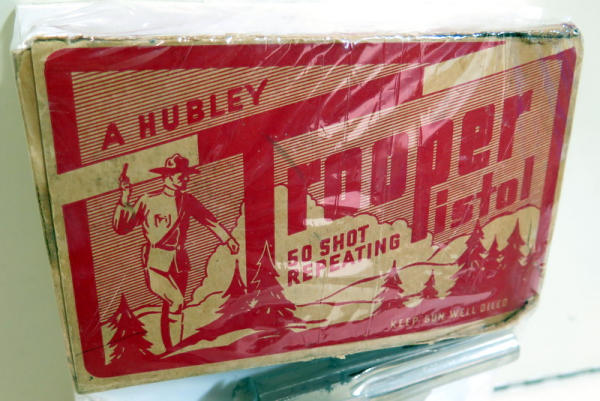 A HUBLEY
Trooper
Pistol
50 SHOT
REPEATING
KEEP GUN WELL OILED